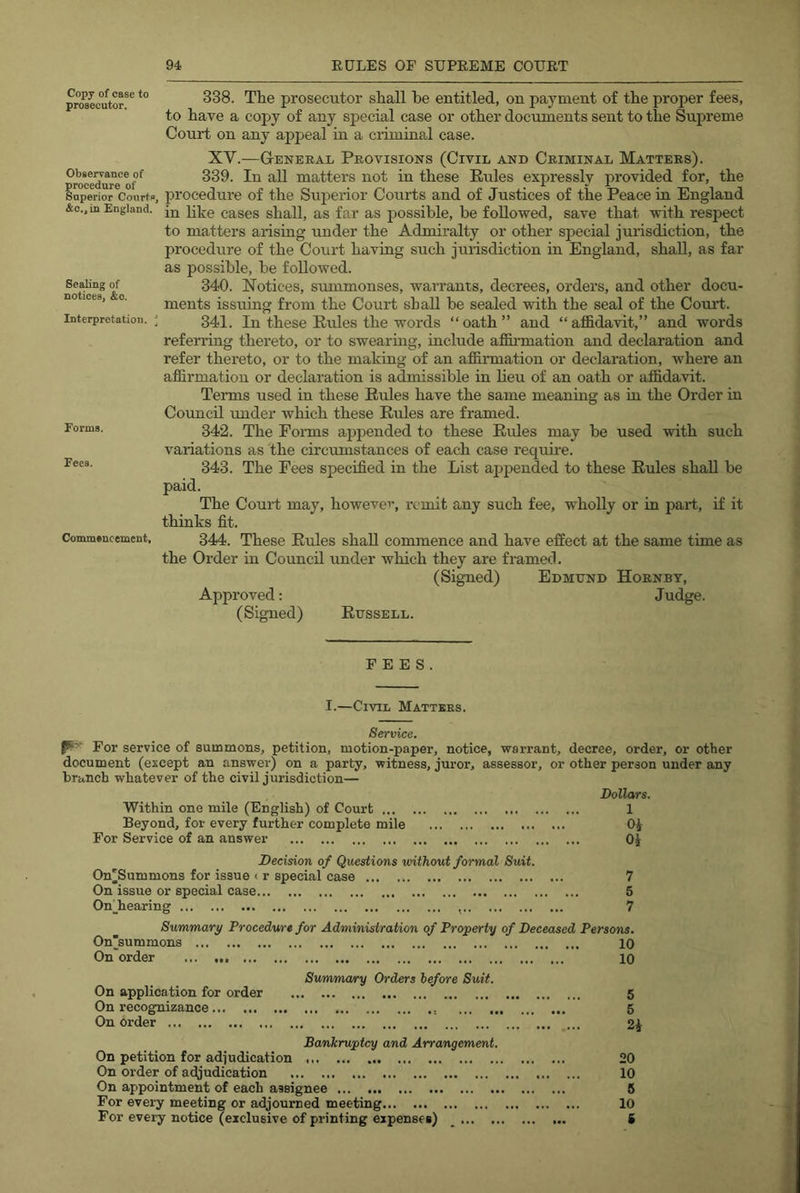 94 RULES OF SUPREME COURT
Copy of case to
prosecutor.
338. The prosecutor shall be entitled, on payment of the proper fees,
to have a copy of any special case or other documents sent to the Supreme
Court on any appeal in a criminal case.
XV.—General Provisions (Civil and Criminal Matters).
Observance of
procedure of
Superior Courts,
&c., in England.
339. In all matters not in these Rules expressly provided for, the
procedure of the Superior Courts and of Justices of the Peace in England
in like cases shall, as far as possible, be followed, save that with respect
to matters arising under the Admiralty or other special jurisdiction, the
procedure of the Court having such jurisdiction in England, shall, as far
as possible, be followed.
Sealing of
notices, &c.
340. Notices, summonses, warrants, decrees, orders, and other docu-
ments issuing from the Court shall be sealed with the seal of the Court.
Interpretation.
341. In these Rules the words "oath" and "affidavit," and words
referring thereto, or to swearing, include affirmation and declaration and
refer thereto, or to the making of an affirmation or declaration, where an
affirmation or declaration is admissible in lieu of an oath or affidavit.
Terms used in these Rules have the same meaning as in the Order in
Council under which these Rules are framed.
Forms.
342. The Forms appended to these Rules may be used with such
variations as the circumstances of each case require.
Fees.
343. The Fees specified in the List appended to these Rules shall be
paid.
The Court may, however, remit any such fee, wholly or in part, if it
thinks fit.
Commencement,
344. These Rules shall commence and have effect at the same time as
the Order in Council under which they are framed.
(Signed) Edmund Hornby,
Approved: Judge.
(Signed) Russell.
FEES.
I.—Civil Matters.
Service.
For service of summons, petition, motion-paper, notice, warrant, decree, order, or other
document (except an answer) on a party, witness, juror, assessor, or other person under any
branch whatever of the civil jurisdiction—
Dollars.
Within one mile (English) of Court ... 1
Beyond, for every further complete mile ... 0½
For Service of an answer ... 0½
Decision of Questions without formal Suit.
On Summons for issue or special case ... 7
On issue or special case... 5
On hearing ... 7
Summary Procedure for Administration of Property of Deceased Persons.
On summons ... 10
On order ... 10
Summary Orders before Suit.
On application for order ... 5
On recognizance... 5
On order ... 2½
Bankruptcy and Arrangement.
On petition for adjudication ... 20
On order of adjudication ... 10
On appointment of each assignee ... 5
For every meeting or adjourned meeting... 10
For every notice (exclusive of printing expenses) ... 5